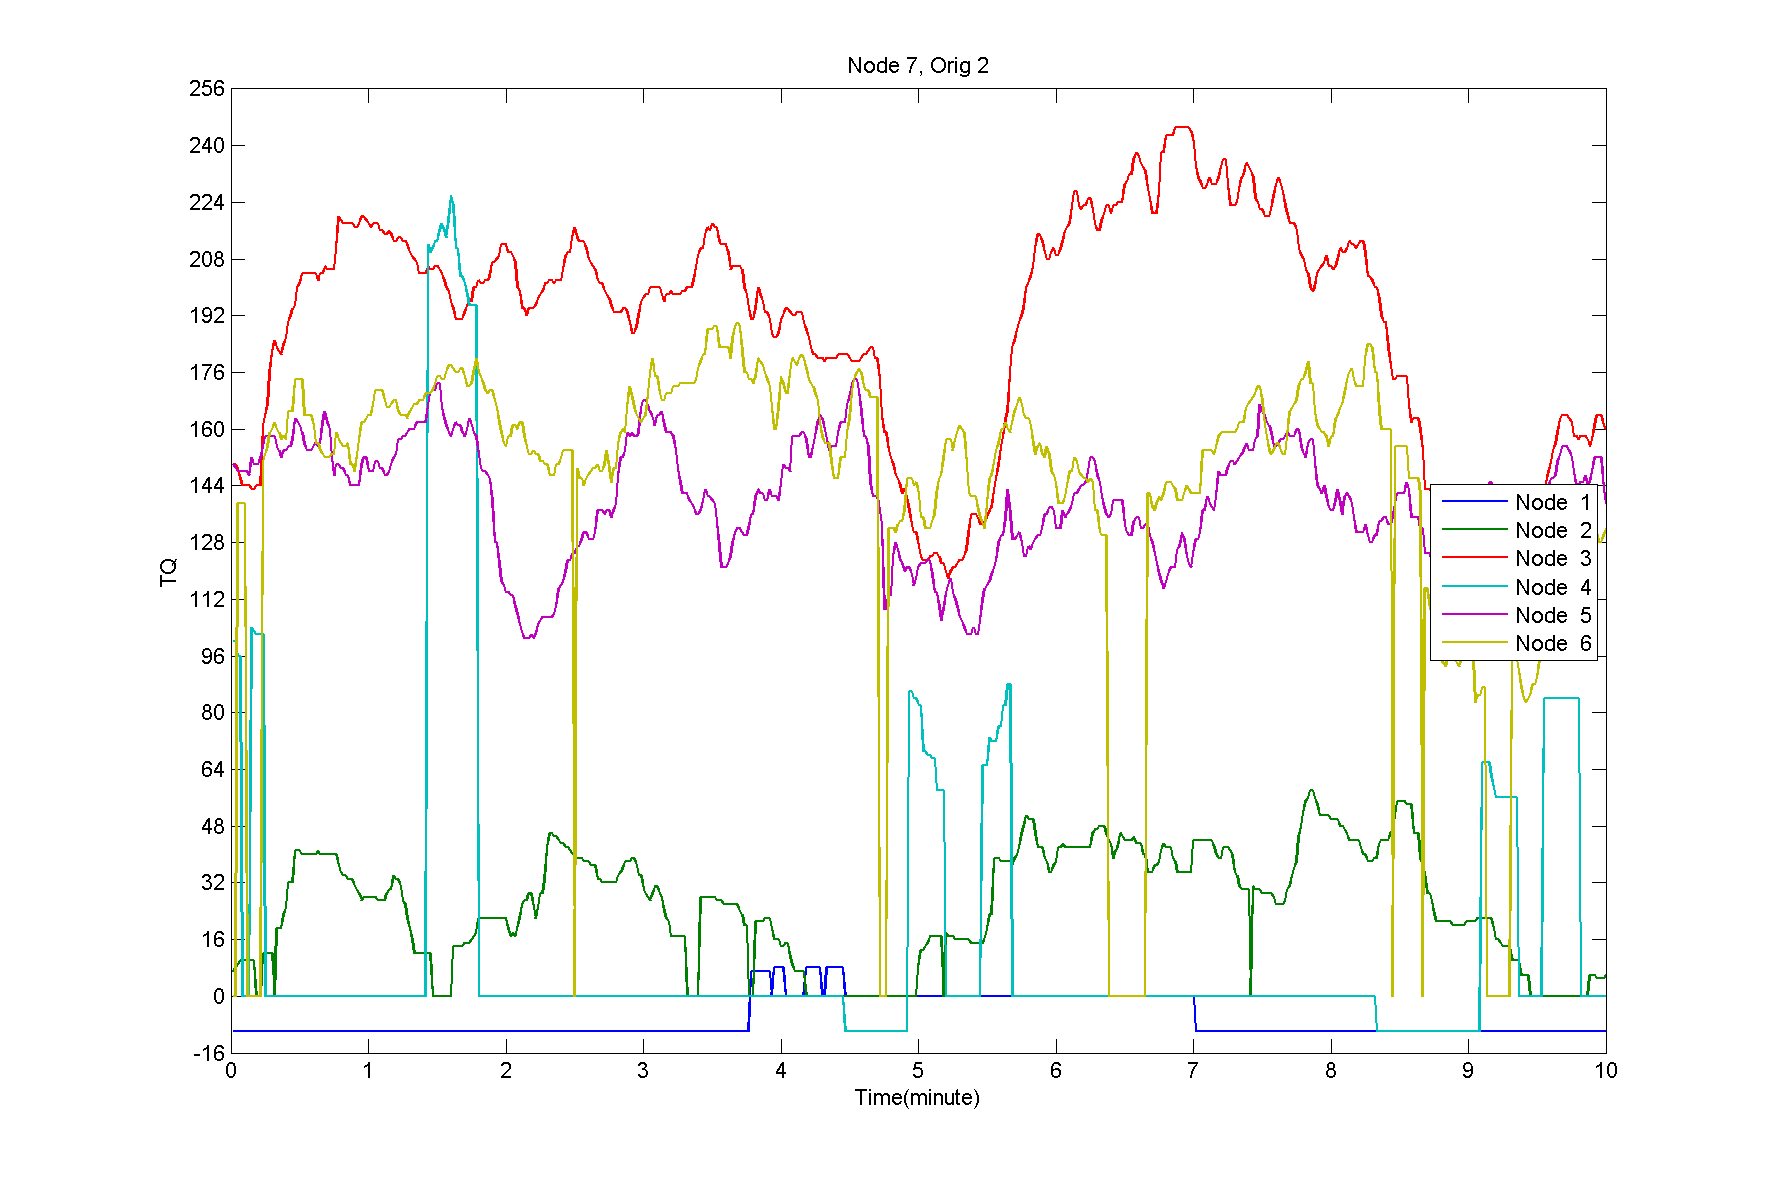 Node 7, Orig 2
256
240
224
208
192
176
160
144
128
112
96
80
64
48
32
16
0
-16
TQ
0 1 2 3 4 5 6 7 8 9 10
Time(minute)
Node 1
Node 2
Node 3
Node 4
Node 5
Node 6